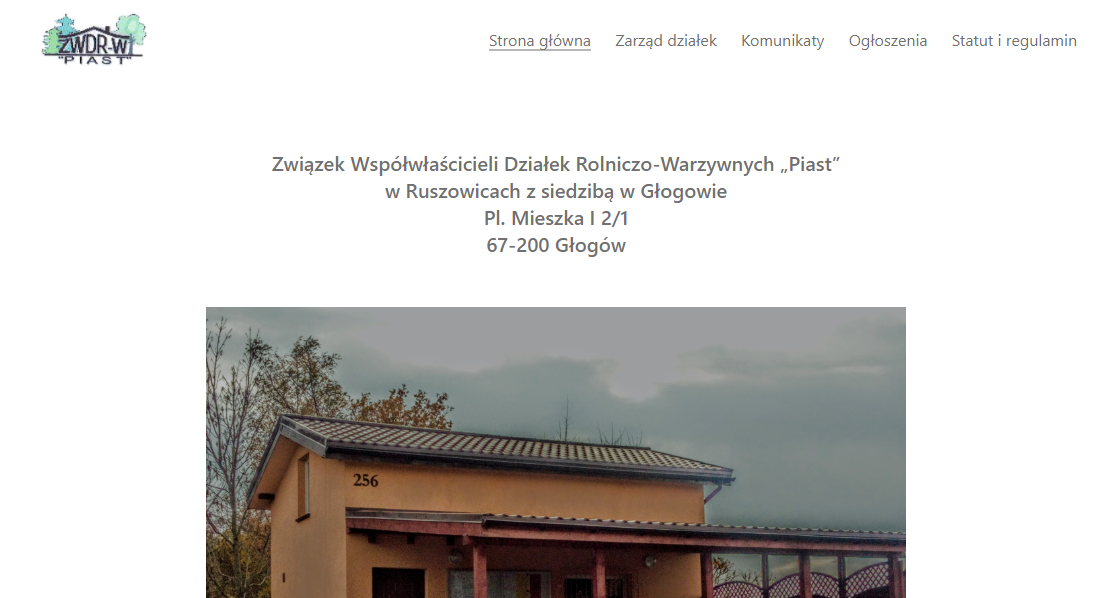 ZWDR-W
"PIAST"
Strona główna Zarząd działek Komunikaty Ogłoszenia Statut i regulamin
Związek Współwłaścicieli Działek Rolniczo-Warzywnych „Piast”
w Ruszowicach z siedzibą w Głogowie
Pl. Mieszka I 2/1
67-200 Głogów
256